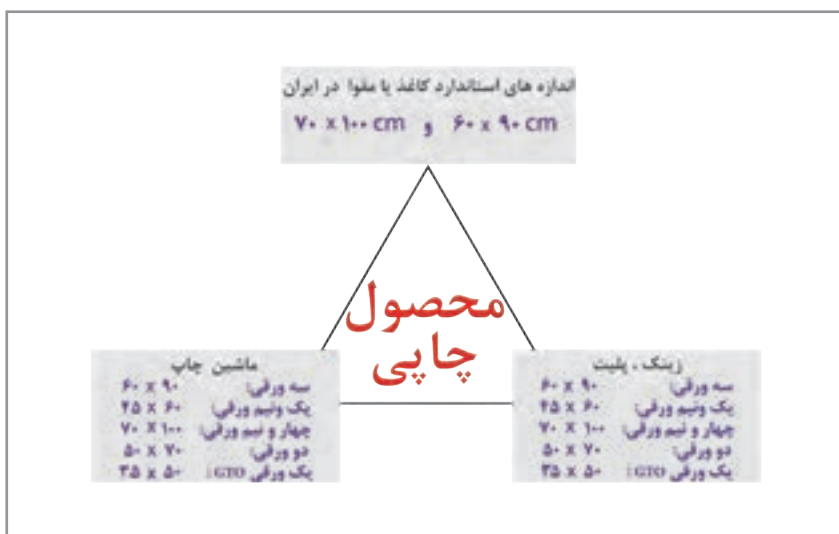 اندازه های استاندارد کاغذ یا مقوا در ایران
۷۰ x ۱۰۰ cm و ۶۰ x ۹۰ cm
محصول
چاپی
زینک ، پلیت
سه ورقی: ۶۰ x ۹۰
یک ونیم ورقی: ۴۵ x ۶۰
چهار و نیم ورقی: ۷۰ x ۱۰۰
دو ورقی: ۵۰ x ۷۰
یک ورقی GTO: ۳۵ x ۵۰
ماشین چاپ
سه ورقی: ۶۰ x ۹۰
یک ونیم ورقی: ۴۵ x ۶۰
چهار و نیم ورقی: ۷۰ x ۱۰۰
دو ورقی: ۵۰ x ۷۰
یک ورقی GTO: ۳۵ x ۵۰